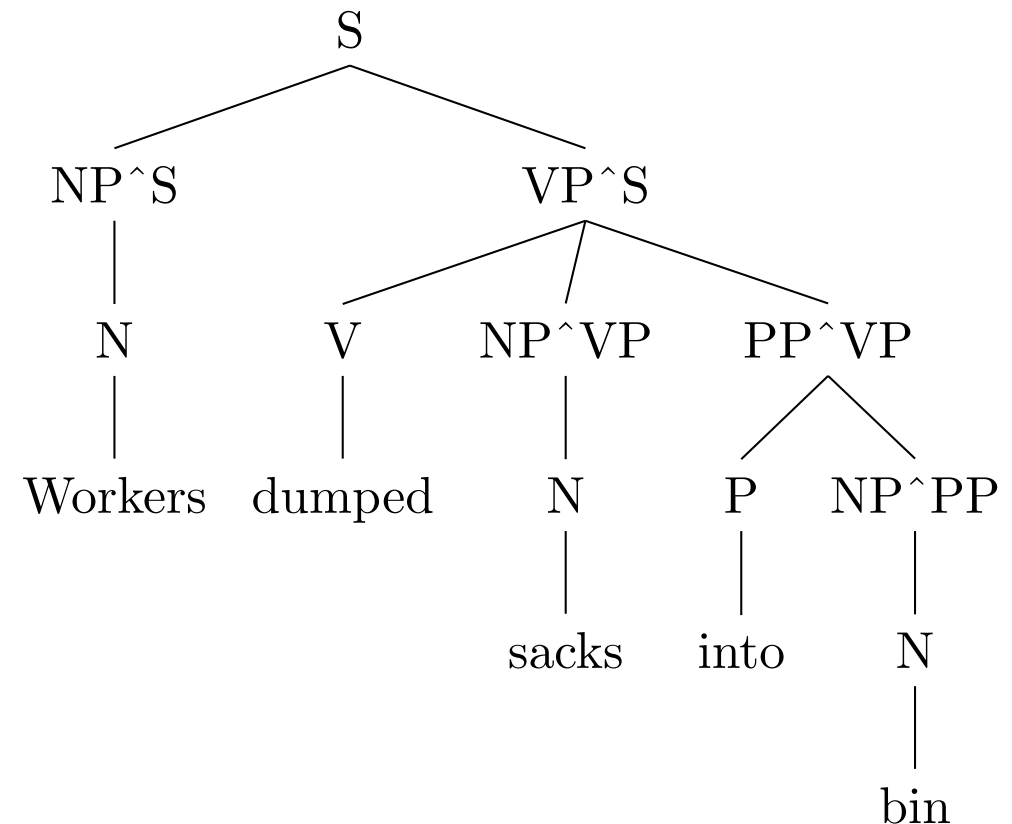 S
NP^S VP^S
N V NP^VP PP^VP
Workers dumped N P NP^PP
sacks into N
bin